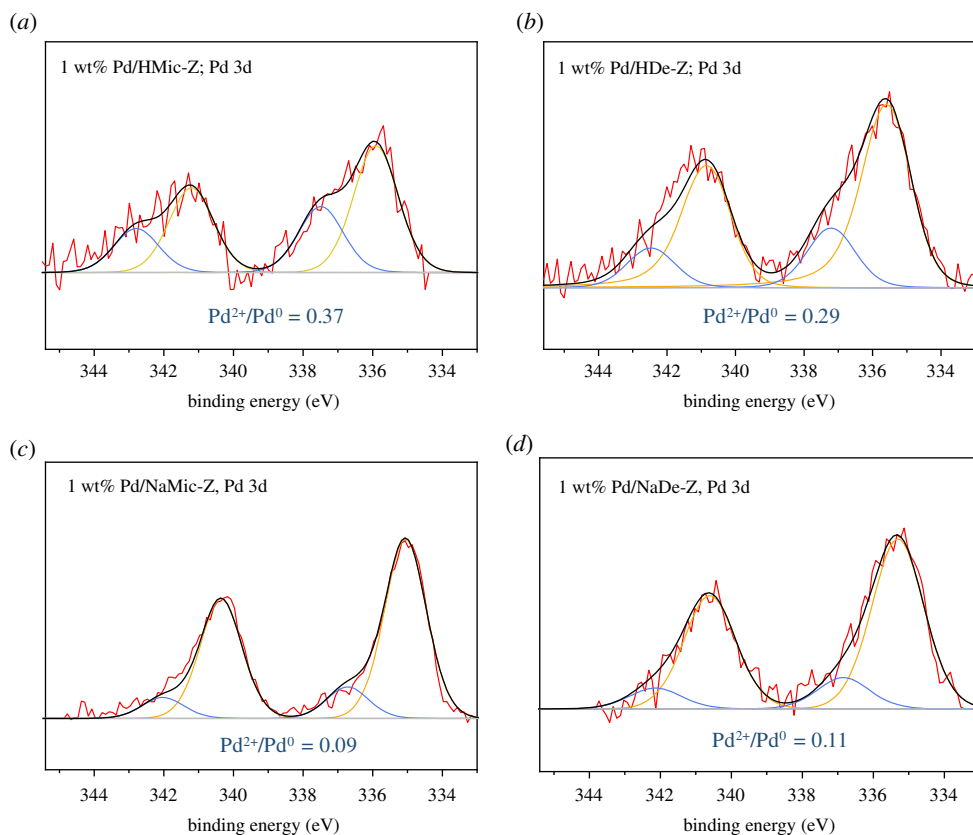 (a)
1 wt% Pd/HMic-Z; Pd 3d
Pd²⁺/Pd⁰ = 0.37
344 342 340 338 336 334
binding energy (eV)
(b)
1 wt% Pd/HDe-Z; Pd 3d
Pd²⁺/Pd⁰ = 0.29
344 342 340 338 336 334
binding energy (eV)
(c)
1 wt% Pd/NaMic-Z, Pd 3d
Pd²⁺/Pd⁰ = 0.09
344 342 340 338 336 334
binding energy (eV)
(d)
1 wt% Pd/NaDe-Z, Pd 3d
Pd²⁺/Pd⁰ = 0.11
344 342 340 338 336 334
binding energy (eV)